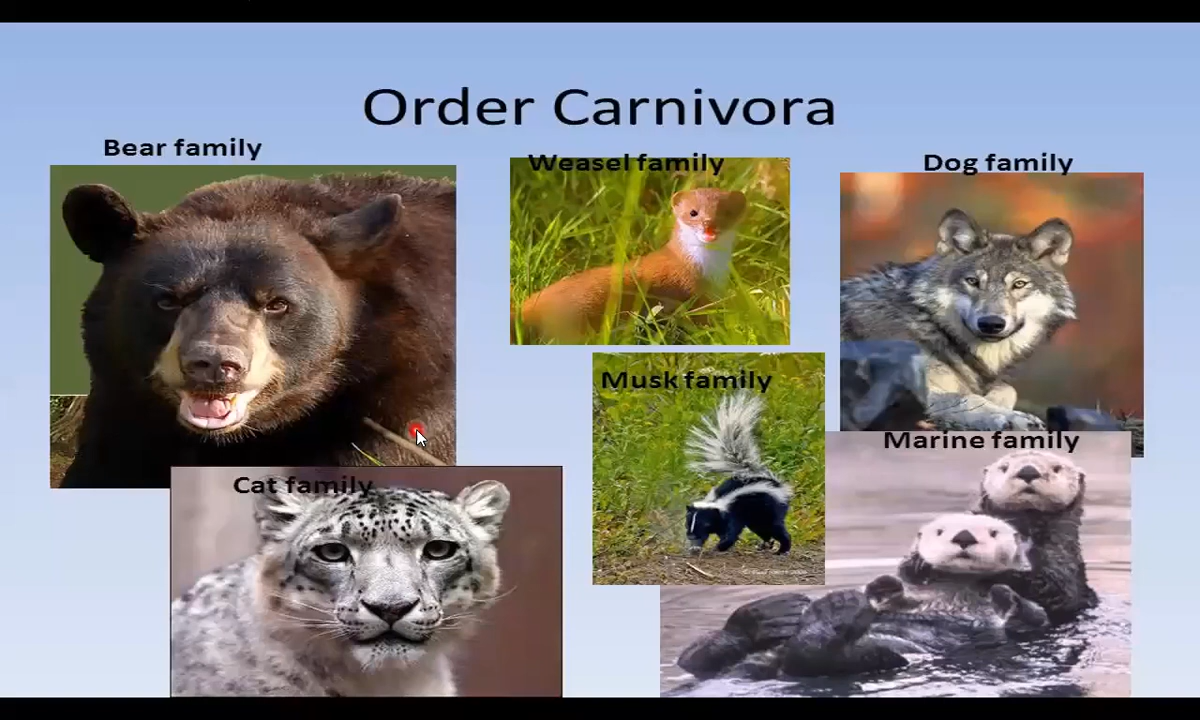 Order Carnivora
Bear family
Weasel family
Dog family
Musk family
Marine family
Cat family